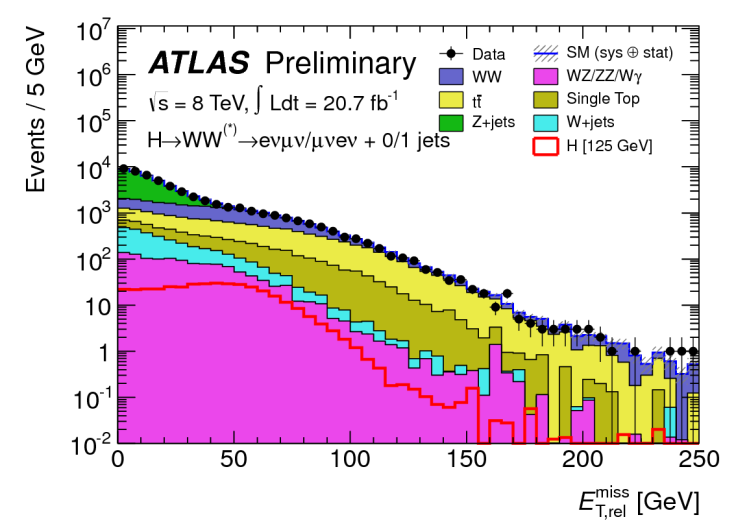 ATLAS Preliminary
√s = 8 TeV, ∫ Ldt = 20.7 fb⁻¹
H→WW⁽*⁾→eνμν/μνeν + 0/1 jets
Data
SM (sys ⊕ stat)
WW
WZ/ZZ/Wγ
tt̄
Single Top
Z+jets
W+jets
H [125 GeV]
Events / 5 GeV
10⁷
10⁶
10⁵
10⁴
10³
10²
10
1
10⁻¹
10⁻²
0 50 100 150 200 250
E_T,rel^miss [GeV]